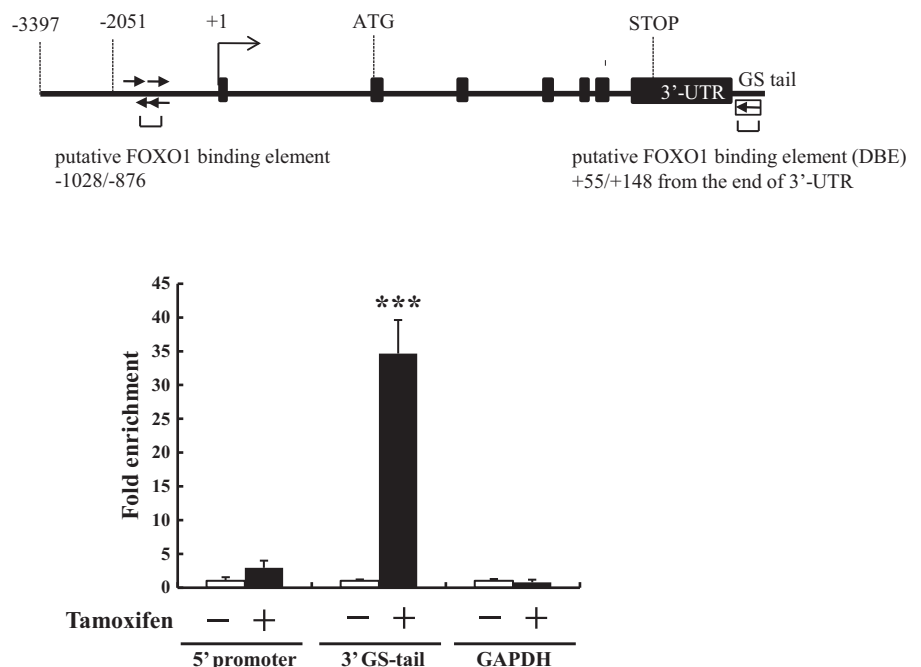 -3397
-2051
+1
ATG
STOP
3'-UTR
GS tail
putative FOXO1 binding element
-1028/-876
putative FOXO1 binding element (DBE)
+55/+148 from the end of 3'-UTR
Fold enrichment
45
40
35
30
25
20
15
10
5
0
***
Tamoxifen
− + − + − +
5' promoter 3' GS-tail GAPDH